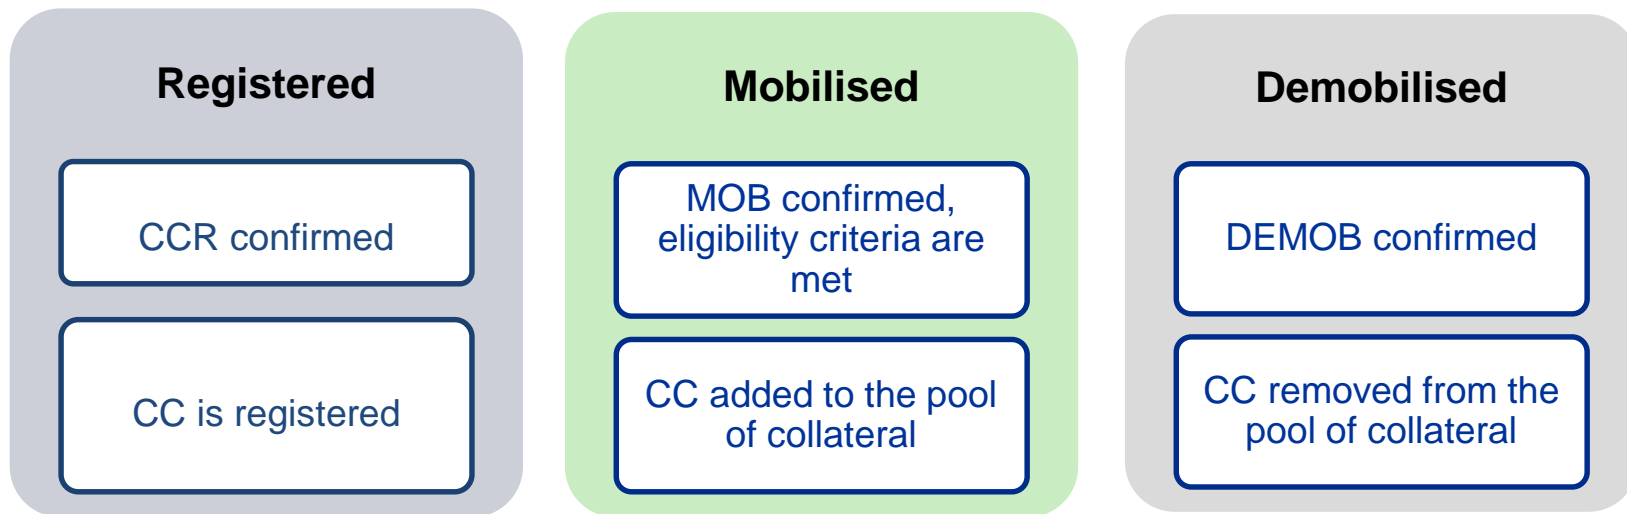 Registered
CCR confirmed
CC is registered
Mobilised
MOB confirmed,
eligibility criteria are
met
CC added to the pool
of collateral
Demobilised
DEMOB confirmed
CC removed from the
pool of collateral